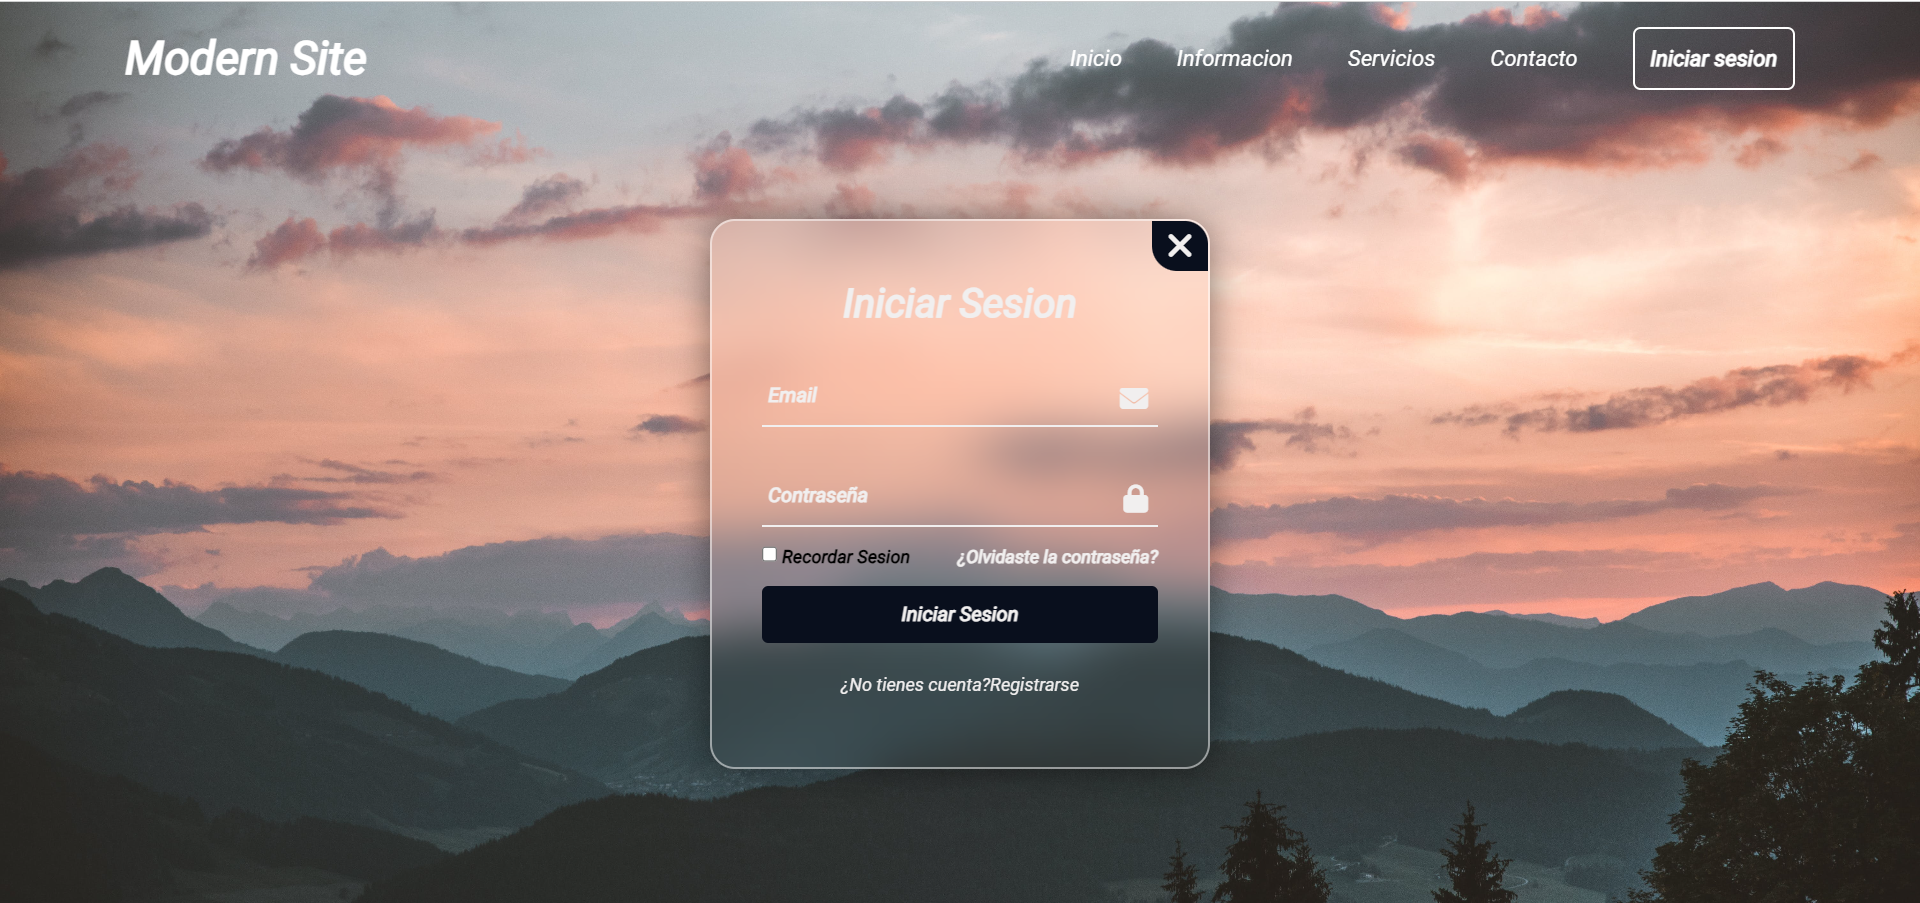 Modern Site
Inicio Informacion Servicios Contacto Iniciar sesion
Iniciar Sesion
Email
Contraseña
Recordar Sesion ¿Olvidaste la contraseña?
Iniciar Sesion
¿No tienes cuenta?Registrarse